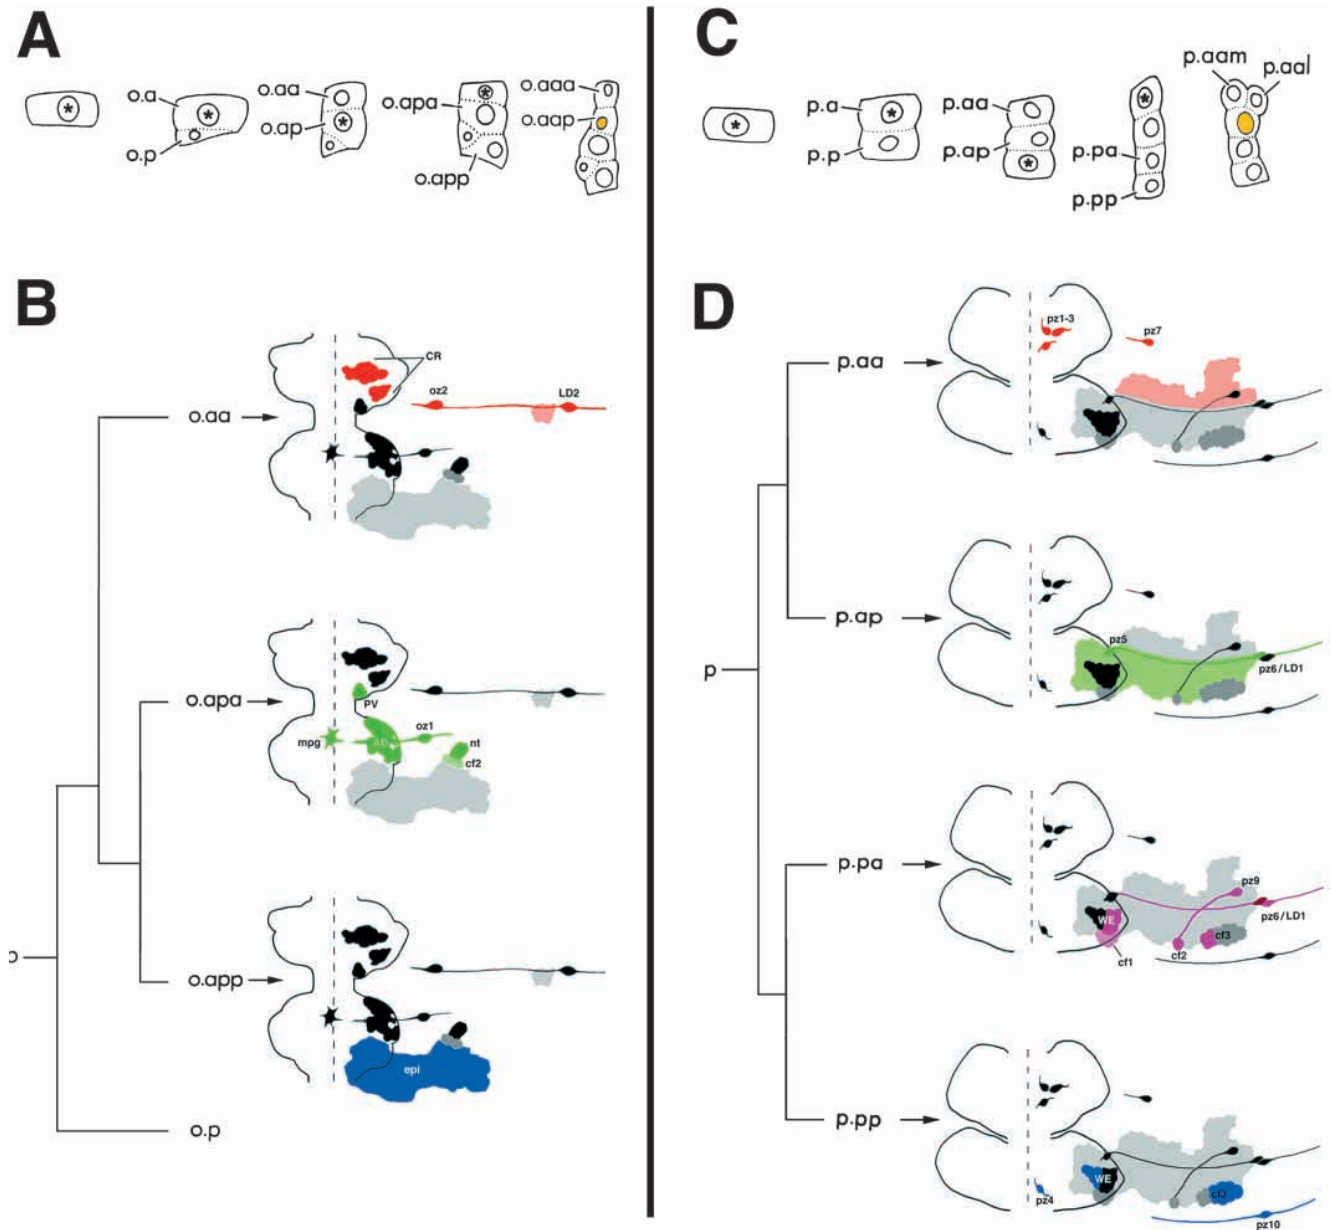 A
o.a
o.p
o.aa
o.ap
o.apa
o.app
o.aaa
o.aap
C
p.a
p.p
p.aa
p.ap
p.pa
p.pp
p.aam
p.aal
B
CR
oz2
LD2
o.aa
PV
mpg
oz1
nt
cf2
o.apa
epi
o.app
o.p
D
pz1-3
pz7
p.aa
pz5
pz6/LD1
p.ap
p
pz9
WE
pz6/LD1
cf3
cf1
cf2
p.pa
WE
cf3
pz4
pz10
p.pp